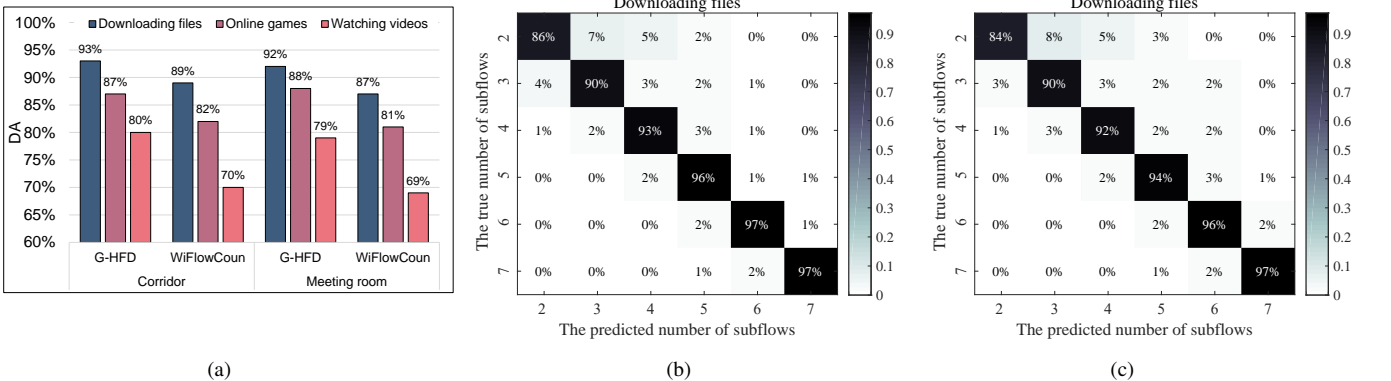 100%
95%
90%
85%
80%
75%
70%
65%
60%
DA
Downloading files
Online games
Watching videos
93%
87%
80%
89%
82%
70%
92%
88%
79%
87%
81%
69%
G-HFD
WiFlowCoun
G-HFD
WiFlowCoun
Corridor
Meeting room
(a)
Downloading files
The true number of subflows
2 86% 7% 5% 2% 0% 0%
3 4% 90% 3% 2% 1% 0%
4 1% 2% 93% 3% 1% 0%
5 0% 0% 2% 96% 1% 1%
6 0% 0% 0% 2% 97% 1%
7 0% 0% 0% 1% 2% 97%
2 3 4 5 6 7
The predicted number of subflows
0.9
0.8
0.7
0.6
0.5
0.4
0.3
0.2
0.1
0
(b)
Downloading files
The true number of subflows
2 84% 8% 5% 3% 0% 0%
3 3% 90% 3% 2% 2% 0%
4 1% 3% 92% 2% 2% 0%
5 0% 0% 2% 94% 3% 1%
6 0% 0% 0% 2% 96% 2%
7 0% 0% 0% 1% 2% 97%
2 3 4 5 6 7
The predicted number of subflows
0.9
0.8
0.7
0.6
0.5
0.4
0.3
0.2
0.1
0
(c)